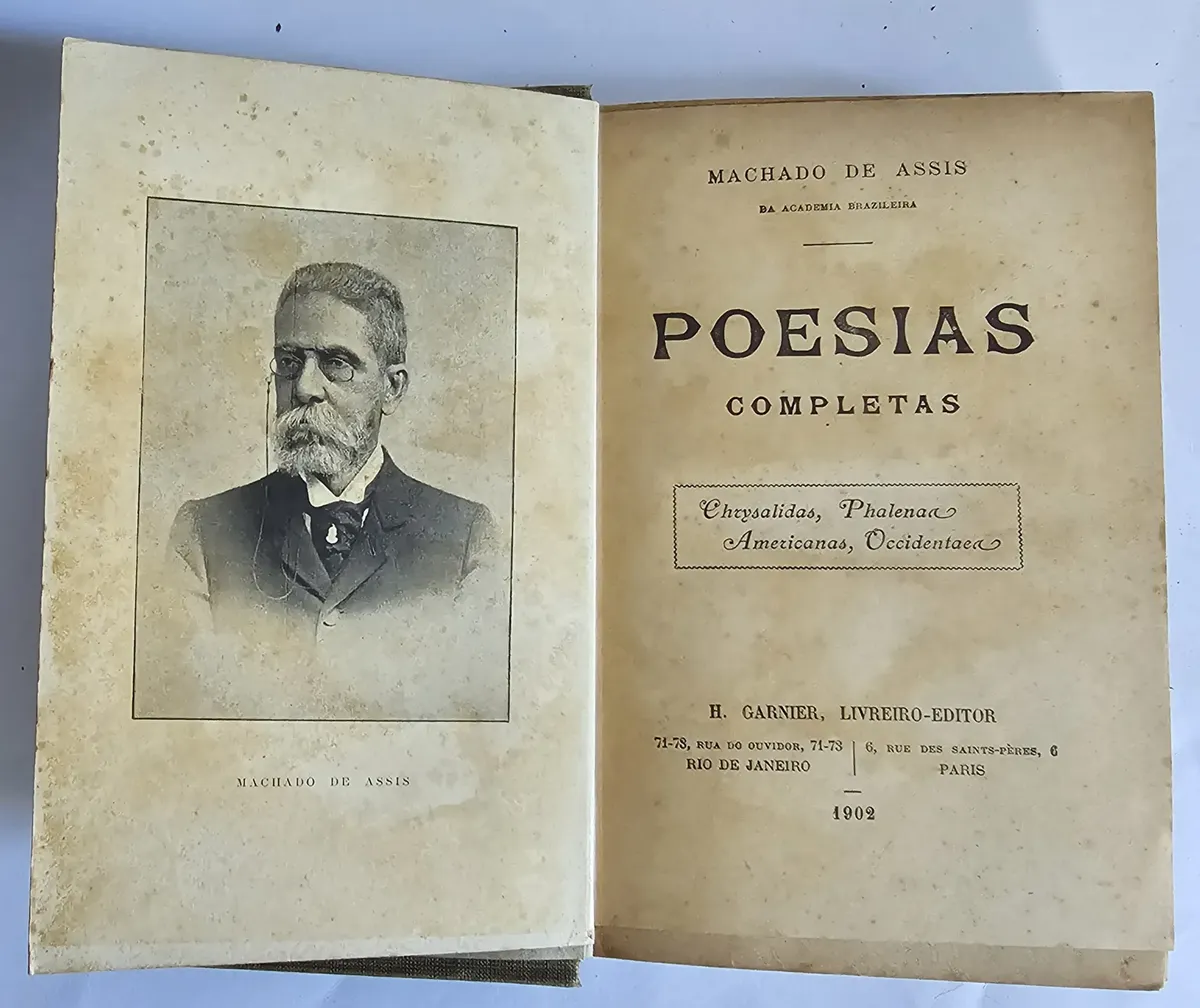 MACHADO DE ASSIS
MACHADO DE ASSIS
DA ACADEMIA BRAZILEIRA
POESIAS
COMPLETAS
Chrysalidas, Phalenas
Americanas, Occidentaes
H. GARNIER, LIVREIRO-EDITOR
71-73, RUA DO OUVIDOR, 71-73
RIO DE JANEIRO
6, RUE DES SAINTS-PÈRES, 6
PARIS
1902